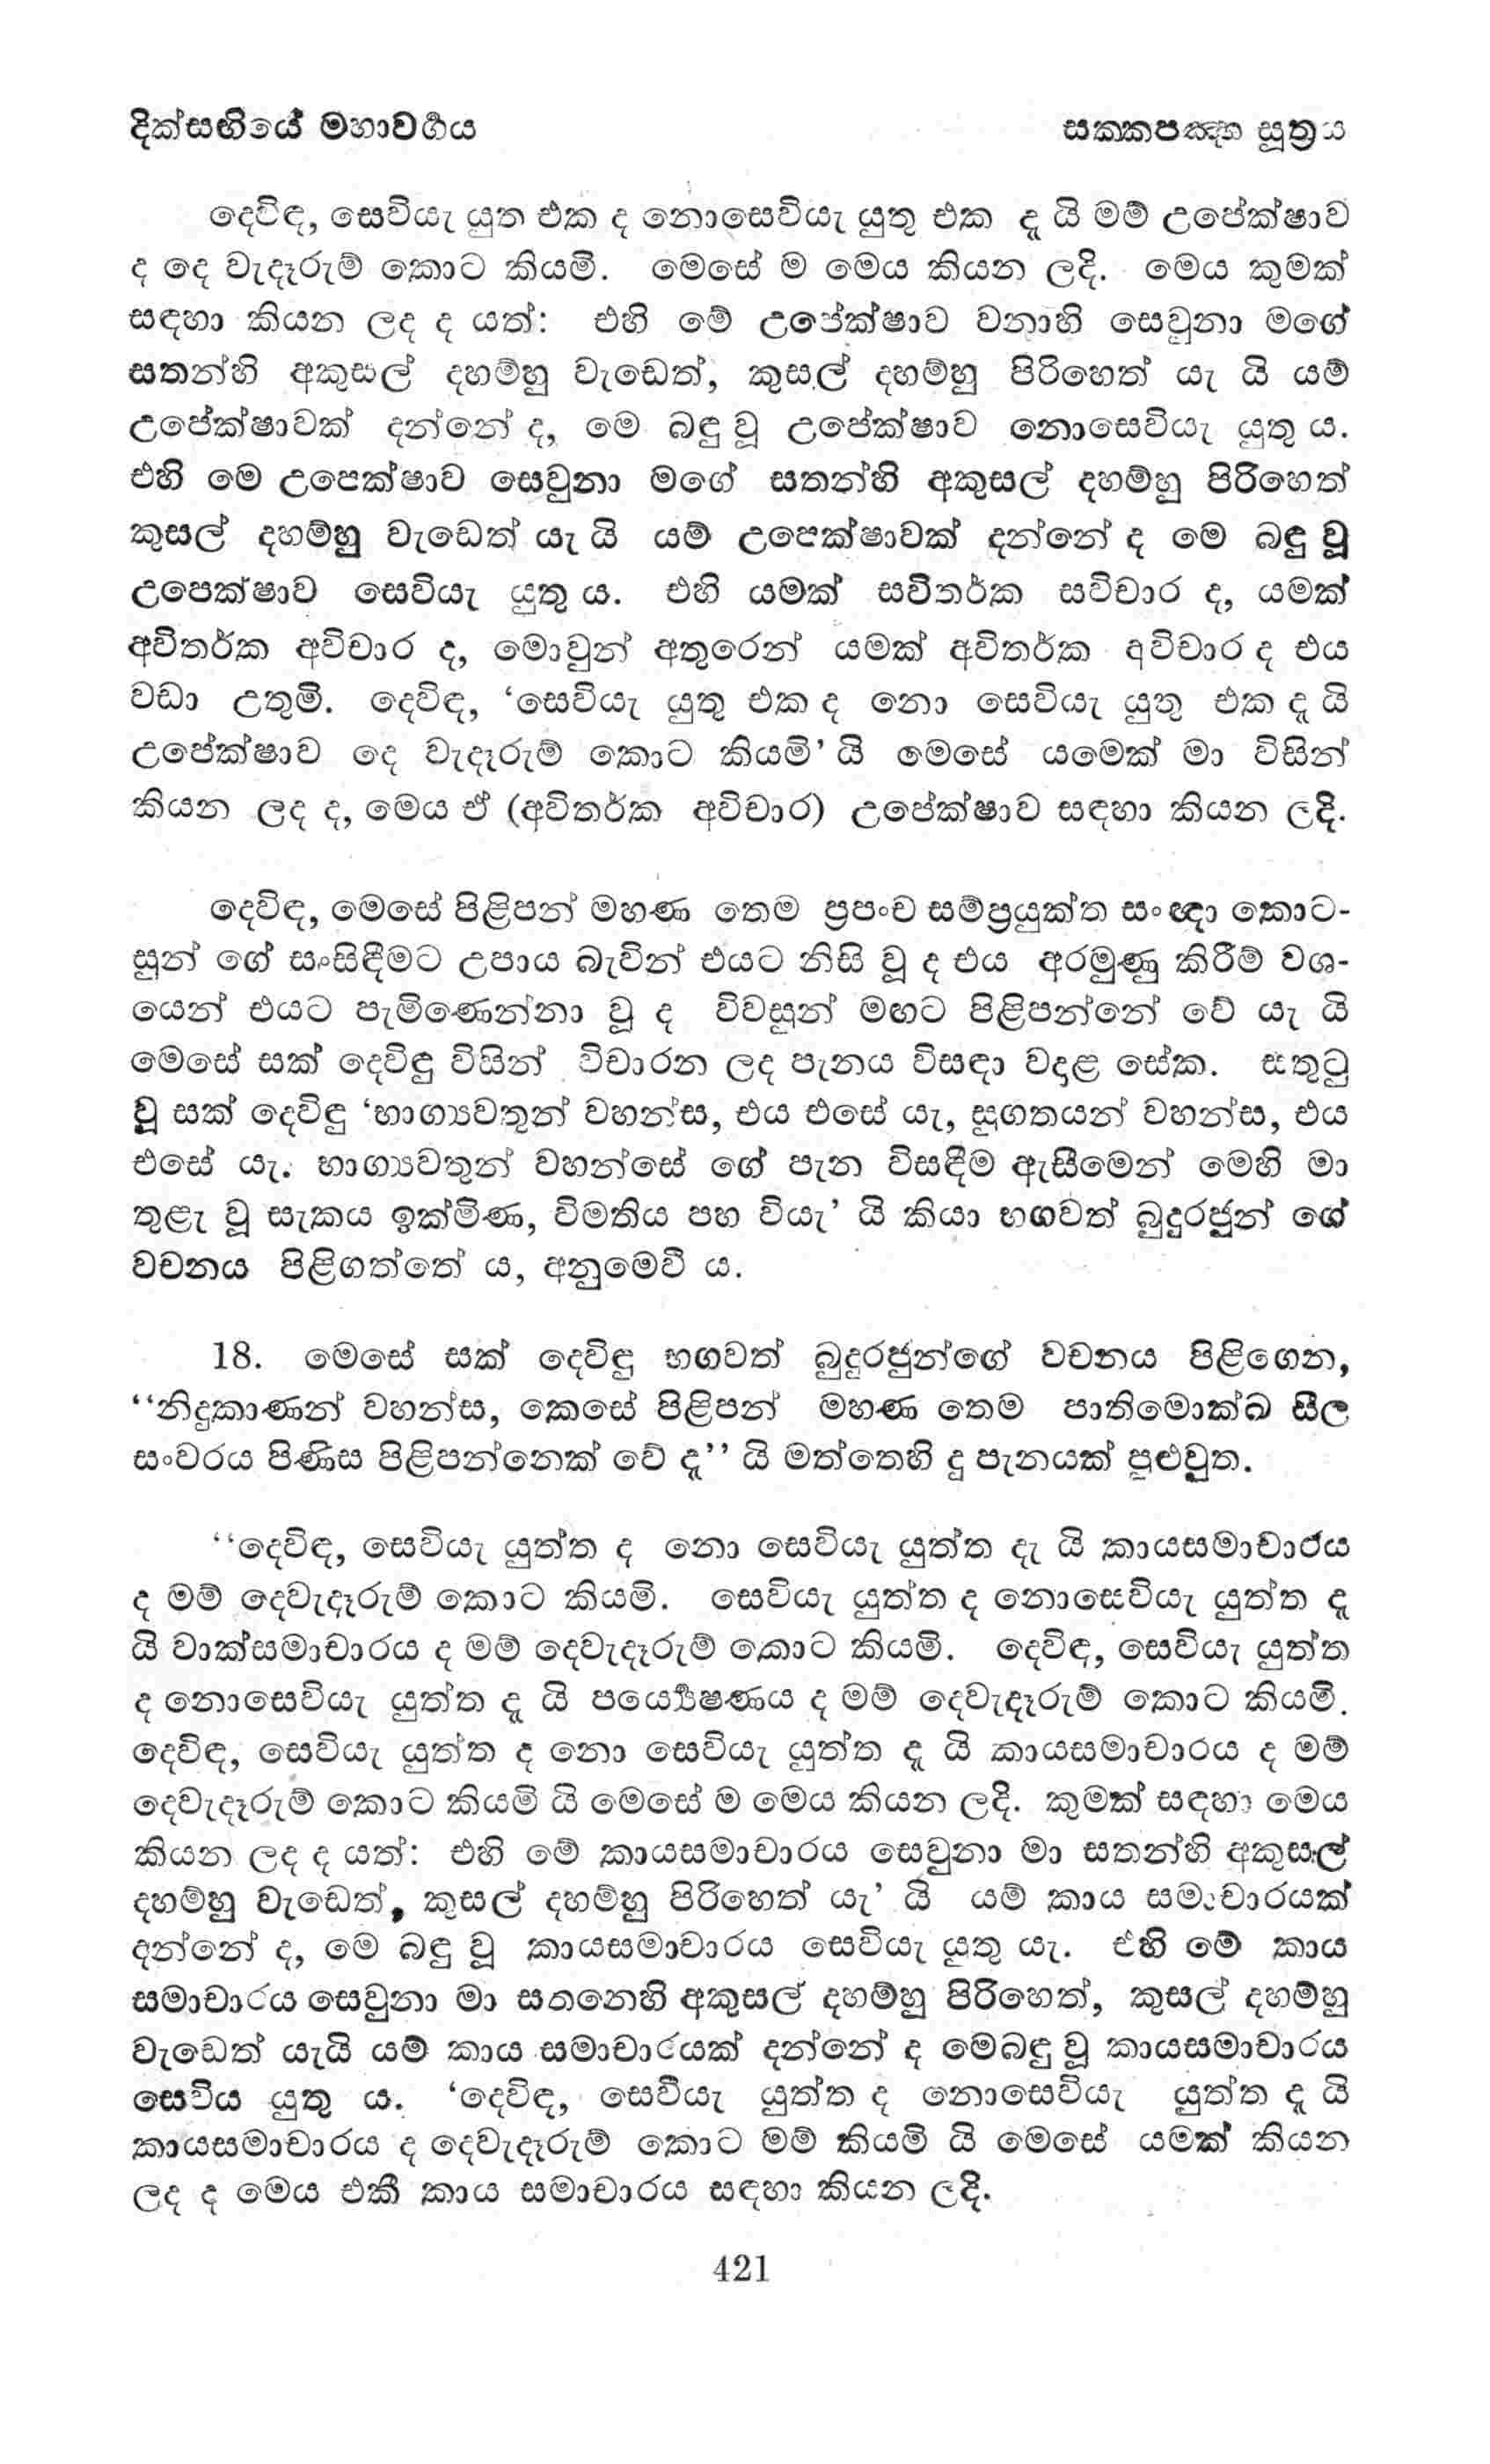 දික්සඟියේ මහාවර්‍ගය
සක්කපඤ්හ සූත්‍රය
දෙවිඳ, සෙවියැ යුත එක ද නොසෙවියැ යුතු එක දැ යි මම් උපේක්ෂාව
ද දෙ වැදෑරුම් කොට කියමි. මෙසේ ම මෙය කියන ලදි. මෙය කුමක්
සඳහා කියන ලද ද යත්: එහි මේ උපේක්ෂාව වනාහි සෙවුනා මගේ
සතන්හි අකුසල් දහම්හු වැඩෙත්, කුසල් දහම්හු පිරිහෙත් යැ යි යම්
උපේක්ෂාවක් දන්නේ ද, මෙ බඳු වූ උපේක්ෂාව නොසෙවියැ යුතු ය.
එහි මෙ උපෙක්ෂාව සෙවුනා මගේ සතන්හි අකුසල් දහම්හු පිරිහෙත්
කුසල් දහම්හු වැඩෙත් යැ යි යම් උපෙක්ෂාවක් දන්නේ ද මෙ බඳු වූ
උපෙක්ෂාව සෙවියැ යුතු ය. එහි යමක් සවිතර්ක සවිචාර ද, යමක්
අවිතර්ක අවිචාර ද, මොවුන් අතුරෙන් යමක් අවිතර්ක අවිචාර ද එය
වඩා උතුම්. දෙවිඳ, ‘සෙවියැ යුතු එක ද නො සෙවියැ යුතු එක දැ යි
උපේක්ෂාව දෙ වැදෑරුම් කොට කියමි’ යි මෙසේ යමෙක් මා විසින්
කියන ලද ද, මෙය ඒ (අවිතර්ක අවිචාර) උපේක්ෂාව සඳහා කියන ලදි.
දෙවිඳ, මෙසේ පිළිපන් මහණ තෙම ප්‍රපංච සම්ප්‍රයුක්ත සංඥා කොට-
සුන් ගේ සංසිඳීමට උපාය බැවින් එයට නිසි වූ ද එය අරමුණු කිරීම් වශ-
යෙන් එයට පැමිණෙන්නා වූ ද විවසුන් මඟට පිළිපන්නේ වේ යැ යි
මෙසේ සක් දෙවිඳු විසින් විචාරන ලද පැනය විසඳා වදාළ සේක. සතුටු
වූ සක් දෙවිඳු ‘භාග්‍යවතුන් වහන්ස, එය එසේ යැ, සුගතයන් වහන්ස, එය
එසේ යැ. භාග්‍යවතුන් වහන්සේ ගේ පැන විසඳීම ඇසීමෙන් මෙහි මා
තුළැ වූ සැකය ඉක්මිණ, විමතිය පහ වියැ’ යි කියා භගවත් බුදුරජුන් ගේ
වචනය පිළිගත්තේ ය, අනුමෙවී ය.
18. මෙසේ සක් දෙවිඳු භගවත් බුදුරජුන්ගේ වචනය පිළිගෙන,
“නිදුකාණන් වහන්ස, කෙසේ පිළිපන් මහණ තෙම පාතිමොක්ඛ සීල
සංවරය පිණිස පිළිපන්නෙක් වේ දැ” යි මත්තෙහි දු පැනයක් පුළුවුත.
“දෙවිඳ, සෙවියැ යුත්ත ද නො සෙවියැ යුත්ත දැ යි කායසමාචාරය
ද මම් දෙවැදෑරුම් කොට කියමි. සෙවියැ යුත්ත ද නොසෙවියැ යුත්ත දැ
යි වාක්සමාචාරය ද මම් දෙවැදෑරුම් කොට කියමි. දෙවිඳ, සෙවියැ යුත්ත
ද නොසෙවියැ යුත්ත දැ යි පර්‍ය්‍යේෂණය ද මම් දෙවැදෑරුම් කොට කියමි.
දෙවිඳ, සෙවියැ යුත්ත ද නො සෙවියැ යුත්ත දැ යි කායසමාචාරය ද මම්
දෙවැදෑරුම් කොට කියමි යි මෙසේ ම මෙය කියන ලදි. කුමක් සඳහා මෙය
කියන ලද ද යත්: එහි මේ කායසමාචාරය සෙවුනා මා සතන්හි අකුසල්
දහම්හු වැඩෙත්, කුසල් දහම්හු පිරිහෙත් යැ’ යි යම් කාය සමාචාරයක්
දන්නේ ද, මෙ බඳු වූ කායසමාචාරය සෙවියැ යුතු යැ. එහි මේ කාය
සමාචාරය සෙවුනා මා සතනෙහි අකුසල් දහම්හු පිරිහෙත්, කුසල් දහම්හු
වැඩෙත් යැයි යම් කාය සමාචාරයක් දන්නේ ද මෙබඳු වූ කායසමාචාරය
සෙවිය යුතු ය. ‘දෙවිඳ, සෙවියැ යුත්ත ද නොසෙවියැ යුත්ත දැ යි
කායසමාචාරය ද දෙවැදෑරුම් කොට මම් කියමි යි මෙසේ යමක් කියන
ලද ද මෙය එකී කාය සමාචාරය සඳහා කියන ලදි.
421